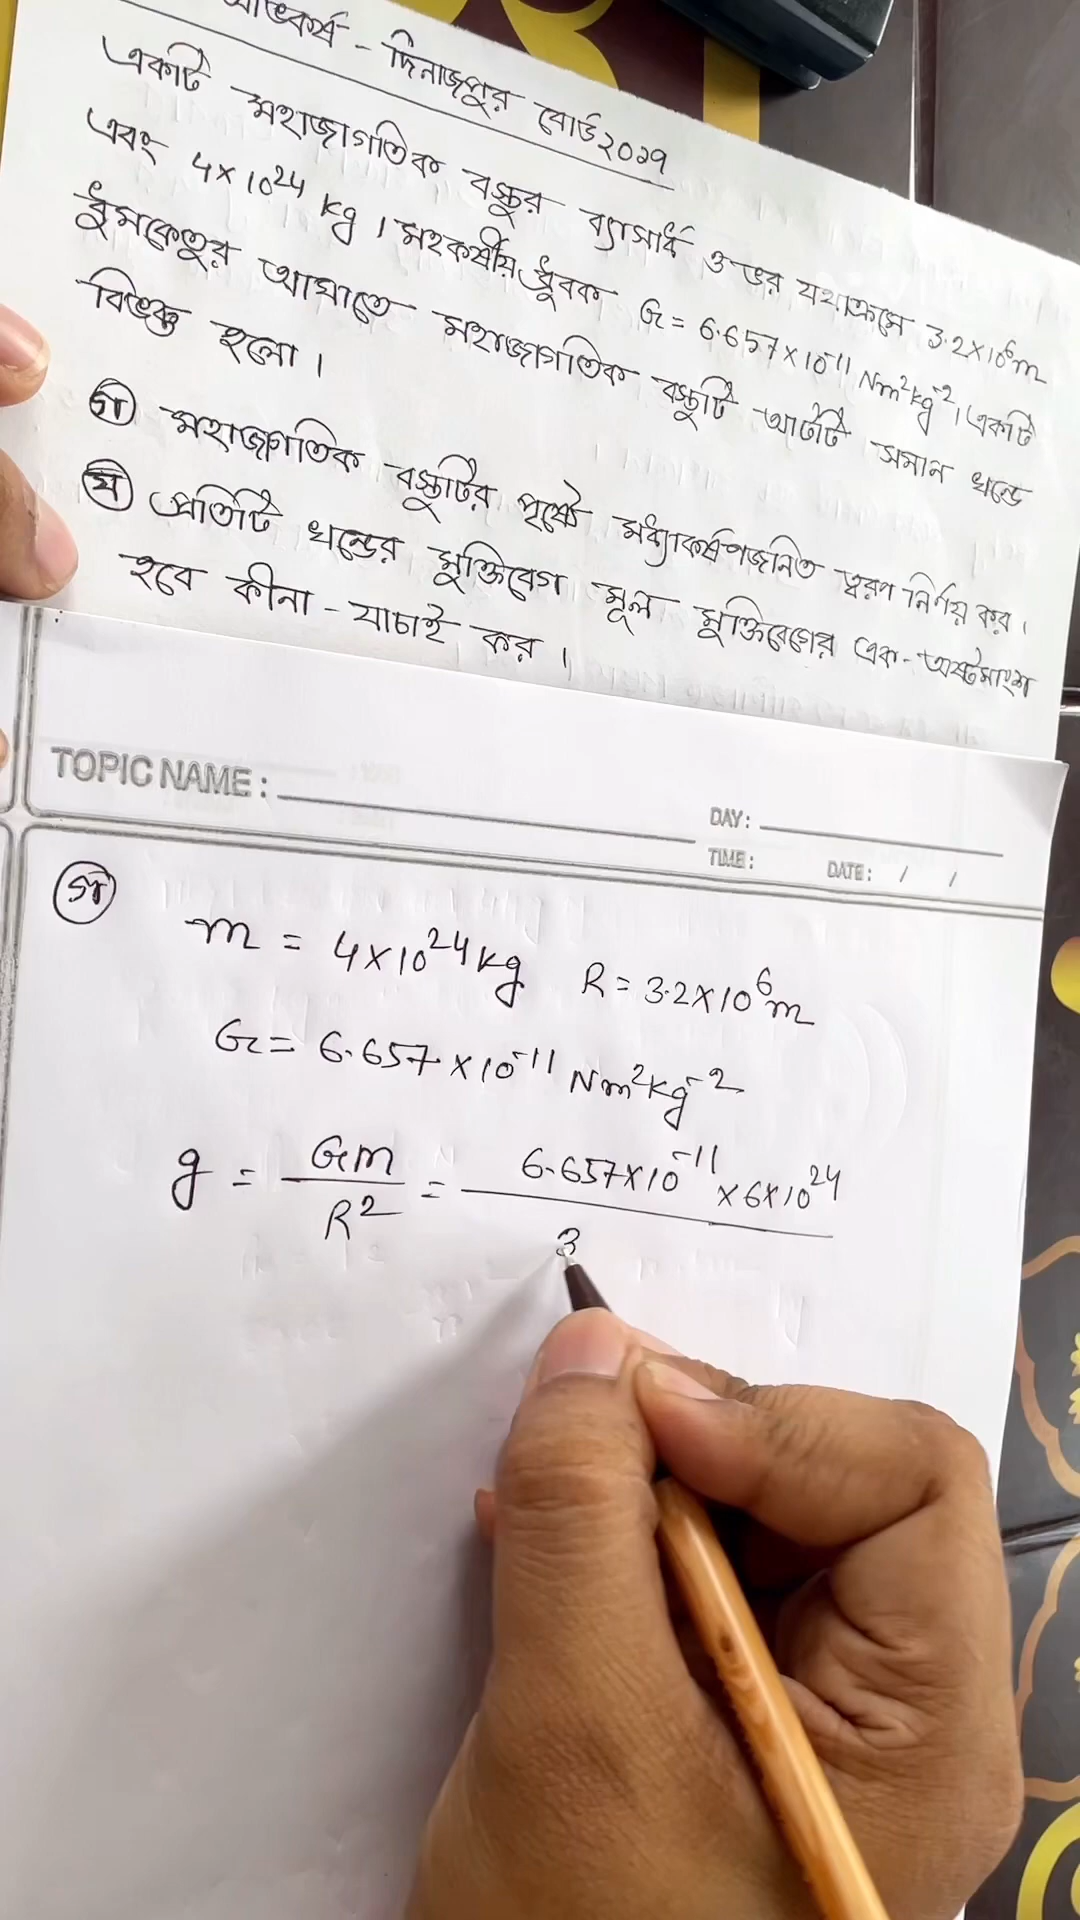 অভিকর্ষ - দিনাজপুর বোর্ড ২০১৭
একটি মহাজাগতিক বস্তুর ব্যাসার্ধ ও ভর যথাক্রমে 3.2×10⁶m
এবং 4×10²⁴ kg । মহাকর্ষীয় ধ্রুবক G = 6.657×10⁻¹¹ Nm²kg⁻²। একটি
ধুমকেতুর আঘাতে মহাজাগতিক বস্তুটি আটটি সমান খন্ডে
বিভক্ত হলো ।
গ মহাজাগতিক বস্তুটির পৃষ্ঠে মধ্যাকর্ষণজনিত ত্বরণ নির্ণয় কর ।
ঘ প্রতিটি খন্ডের মুক্তিবেগ মূল মুক্তিবেগের এক-অষ্টমাংশ
হবে কীনা - যাচাই কর ।
TOPIC NAME :
DAY :
TIME : DATE : / /
গ
m = 4×10²⁴kg R = 3.2×10⁶m
G = 6.657×10⁻¹¹ Nm²kg⁻²
g = Gm/R² = 6.657×10⁻¹¹ × 6×10²⁴ / 3